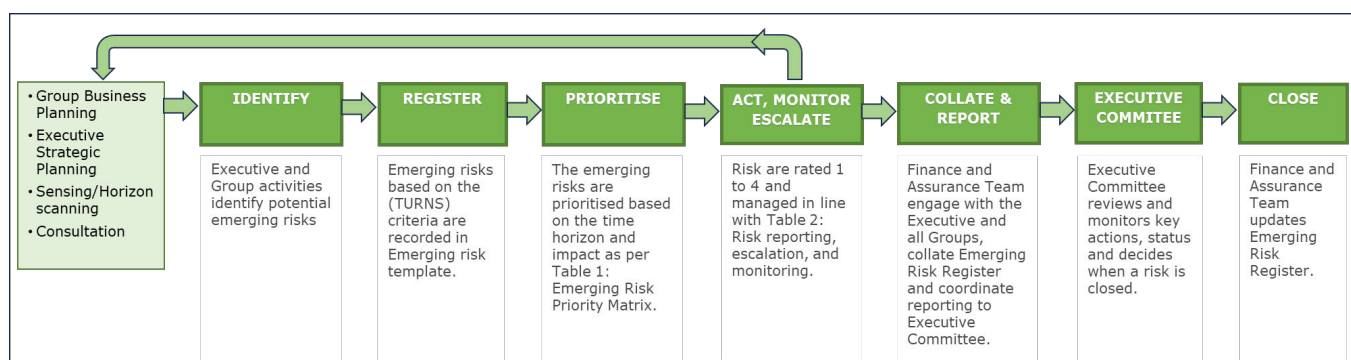 • Group Business
Planning
• Executive
Strategic
Planning
• Sensing/Horizon
scanning
• Consultation
IDENTIFY
Executive and
Group activities
identify potential
emerging risks
REGISTER
Emerging risks
based on the
(TURNS)
criteria are
recorded in
Emerging risk
template.
PRIORITISE
The emerging
risks are
prioritised based
on the time
horizon and
impact as per
Table 1:
Emerging Risk
Priority Matrix.
ACT, MONITOR
ESCALATE
Risk are rated 1
to 4 and
managed in line
with Table 2:
Risk reporting,
escalation, and
monitoring.
COLLATE &
REPORT
Finance and
Assurance Team
engage with the
Executive and
all Groups,
collate Emerging
Risk Register
and coordinate
reporting to
Executive
Committee.
EXECUTIVE
COMMITEE
Executive
Committee
reviews and
monitors key
actions, status
and decides
when a risk is
closed.
CLOSE
Finance and
Assurance
Team
updates
Emerging
Risk
Register.